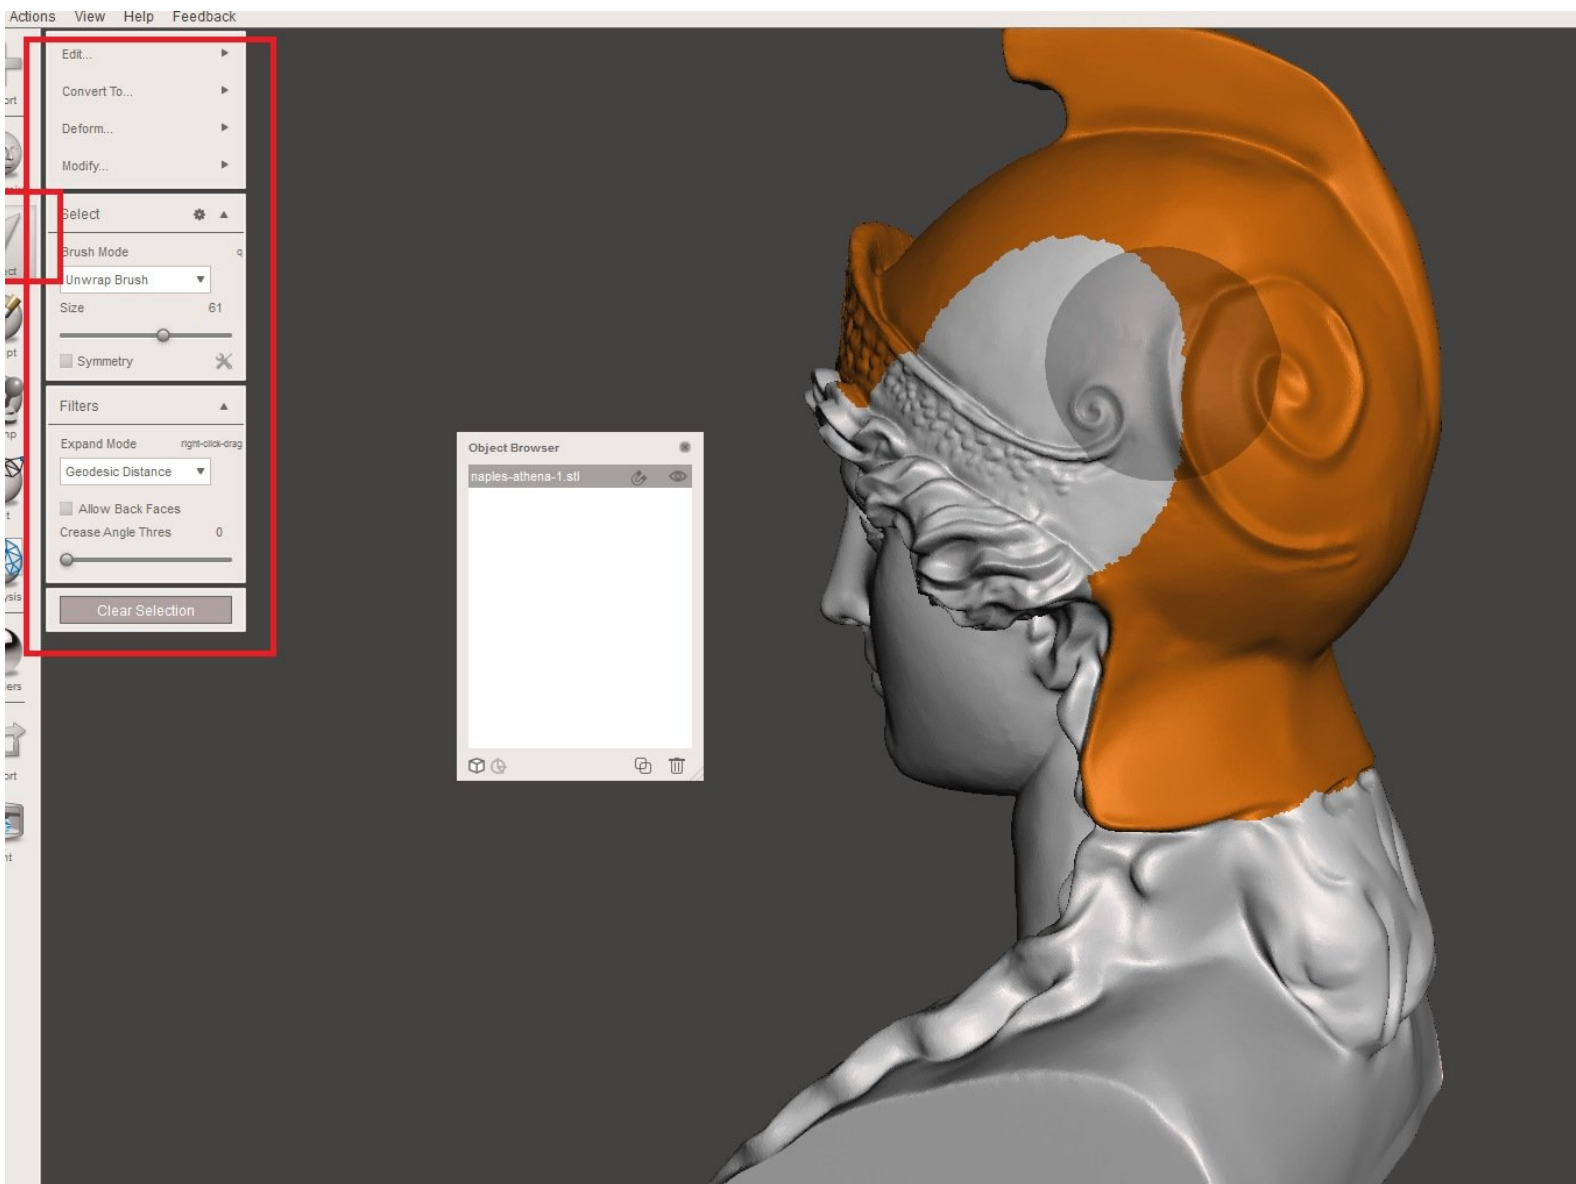 Actions View Help Feedback
Edit...
Convert To...
Deform...
Modify...
Select
Brush Mode q
Unwrap Brush
Size 61
Symmetry
Filters
Expand Mode right-click-drag
Geodesic Distance
Allow Back Faces
Crease Angle Thres 0
Clear Selection
Object Browser
naples-athena-1.stl